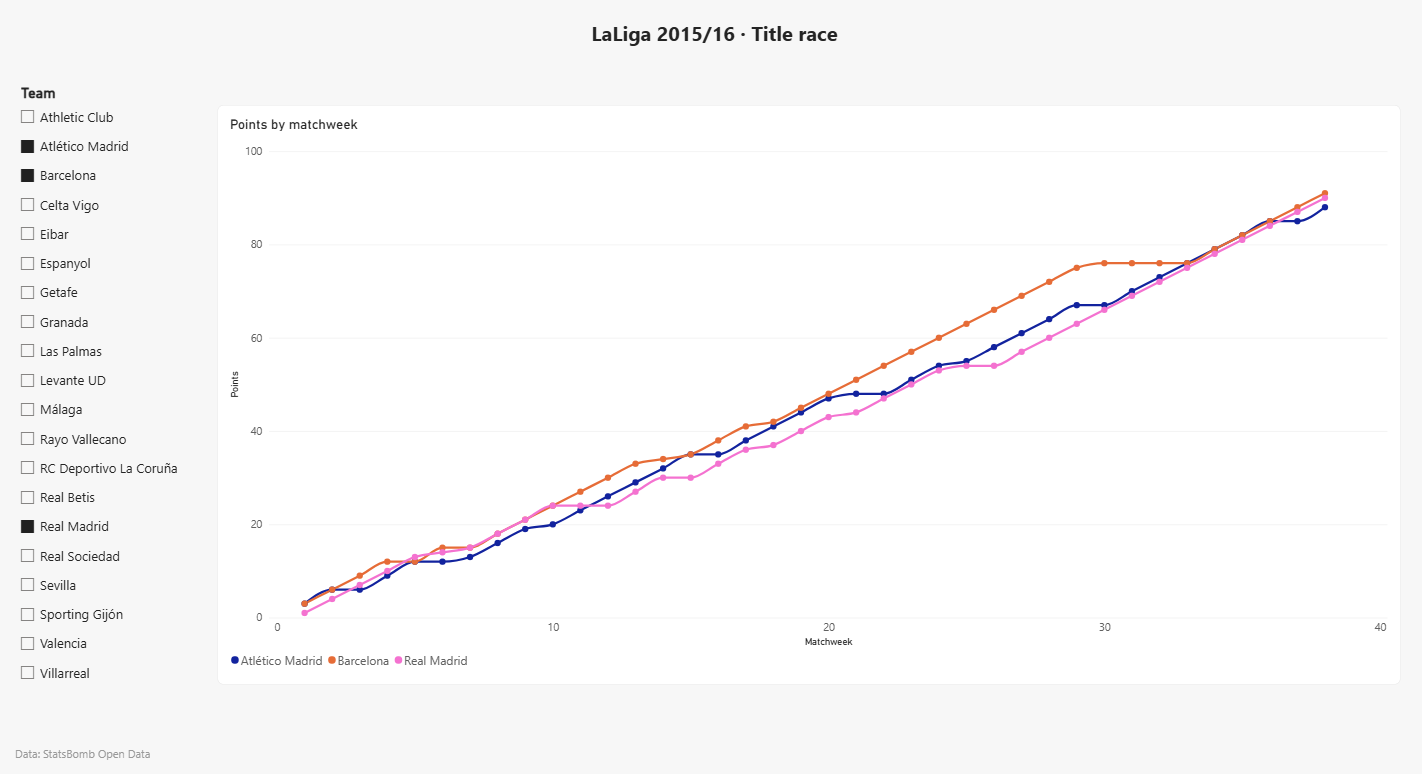 LaLiga 2015/16 · Title race
Team
Athletic Club
Atlético Madrid
Barcelona
Celta Vigo
Eibar
Espanyol
Getafe
Granada
Las Palmas
Levante UD
Málaga
Rayo Vallecano
RC Deportivo La Coruña
Real Betis
Real Madrid
Real Sociedad
Sevilla
Sporting Gijón
Valencia
Villarreal
Points by matchweek
100
80
60
40
20
0
Points
0 10 20 30 40
Matchweek
Atlético Madrid Barcelona Real Madrid
Data: StatsBomb Open Data